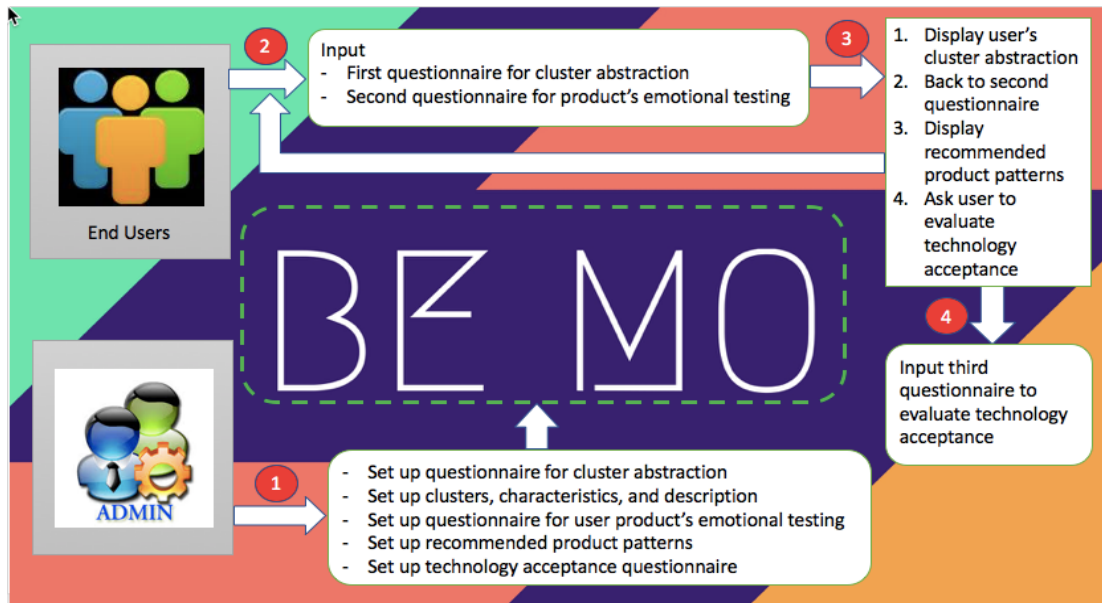 2
Input
- First questionnaire for cluster abstraction
- Second questionnaire for product's emotional testing
3
1. Display user's
cluster abstraction
2. Back to second
questionnaire
3. Display
recommended
product patterns
4. Ask user to
evaluate
technology
acceptance
End Users
BE MO
4
Input third
questionnaire to
evaluate technology
acceptance
ADMIN
1
- Set up questionnaire for cluster abstraction
- Set up clusters, characteristics, and description
- Set up questionnaire for user product's emotional testing
- Set up recommended product patterns
- Set up technology acceptance questionnaire